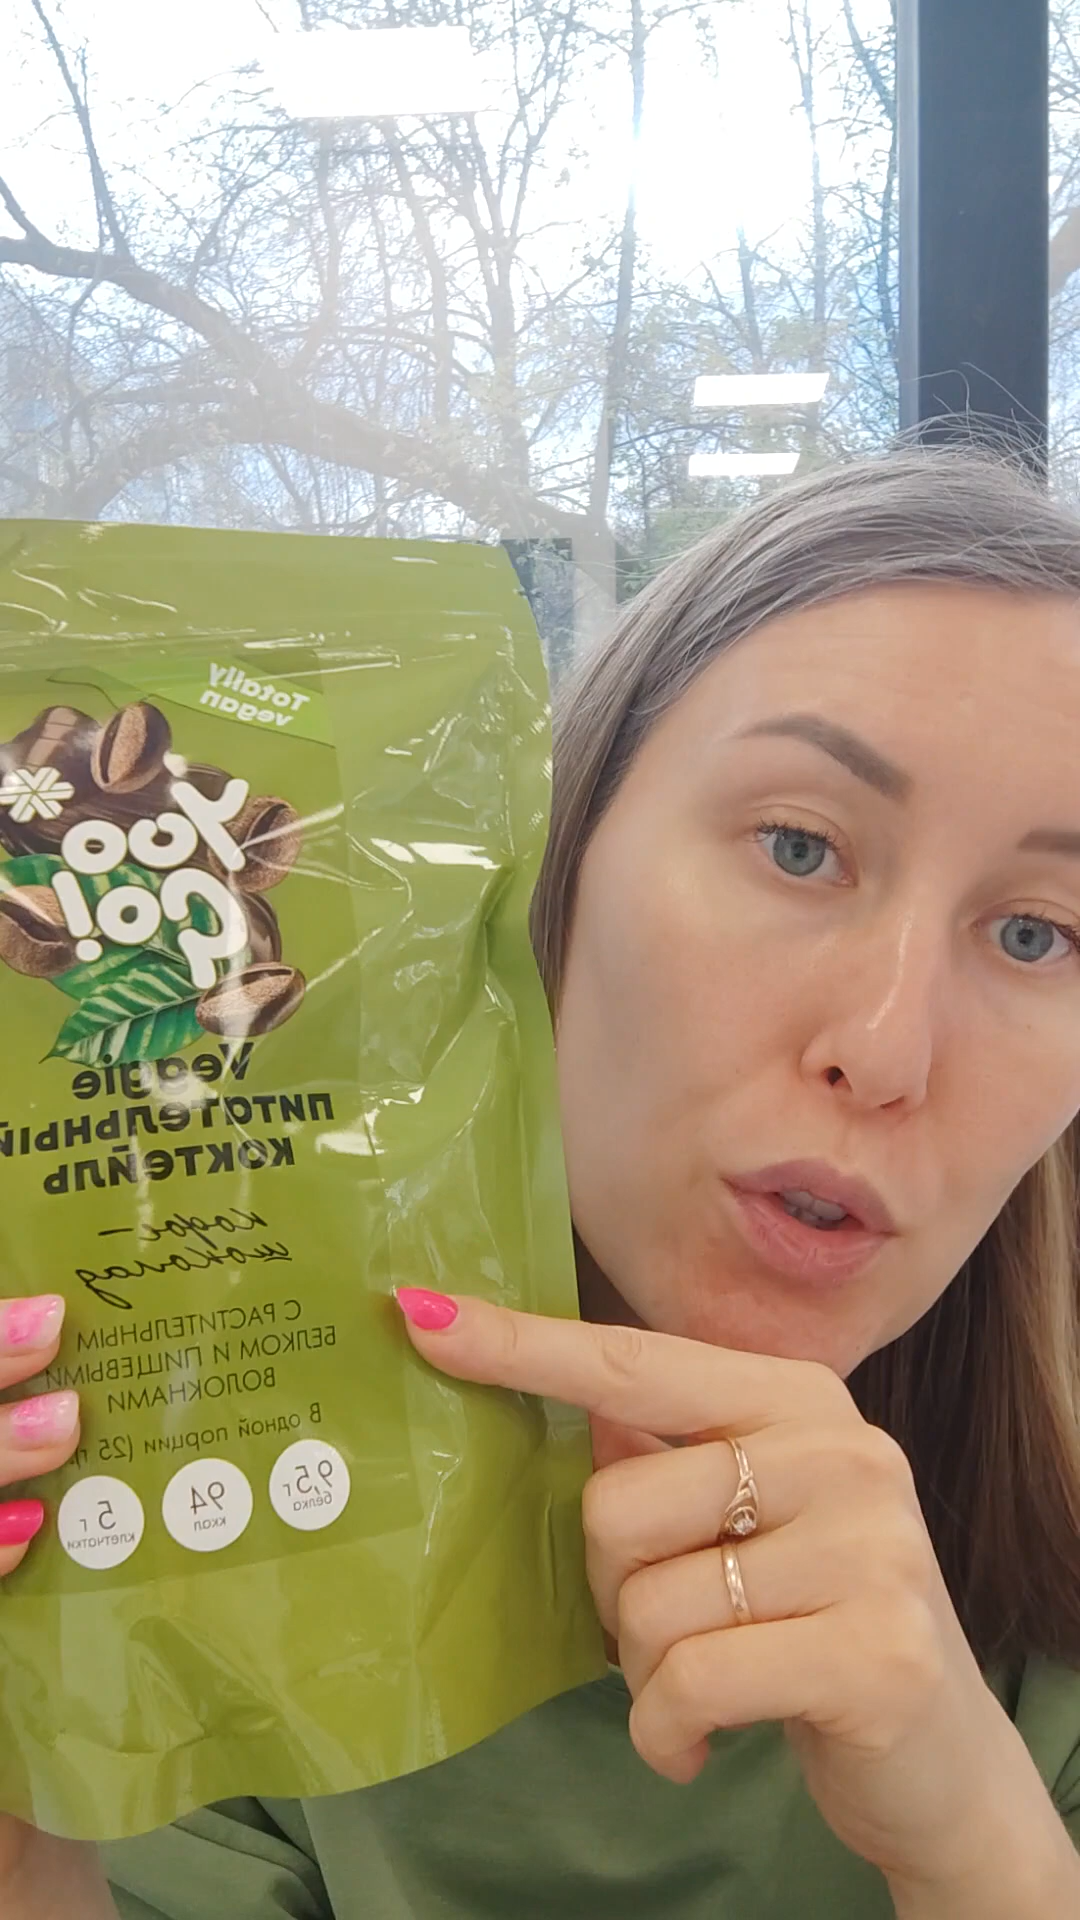 Totally
vegan
Yoo
Go!
Veggie
ПИТАТЕЛЬНЫЙ
КОКТЕЙЛЬ
кофе-
шоколад
С РАСТИТЕЛЬНЫМ
БЕЛКОМ И ПИЩЕВЫМИ
ВОЛОКНАМИ
В одной порции (25 г)
9,5 г
белка
94
ккал
5 г
клетчатки